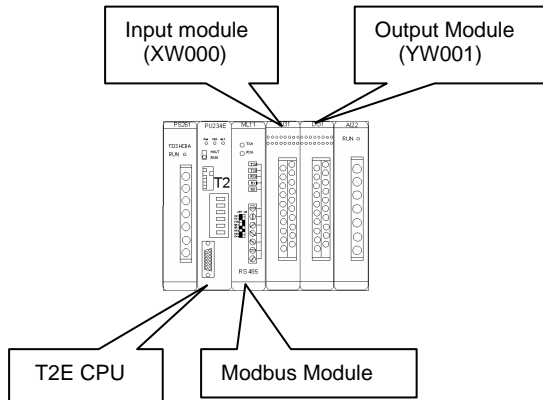 Input module
(XW000)
Output Module
(YW001)
PS261
PU234E
MLT1
AI22
TOSHIBA
RUN
HALT
RUN
TXA
RXA
RUN
T2
RS 485
T2E CPU
Modbus Module